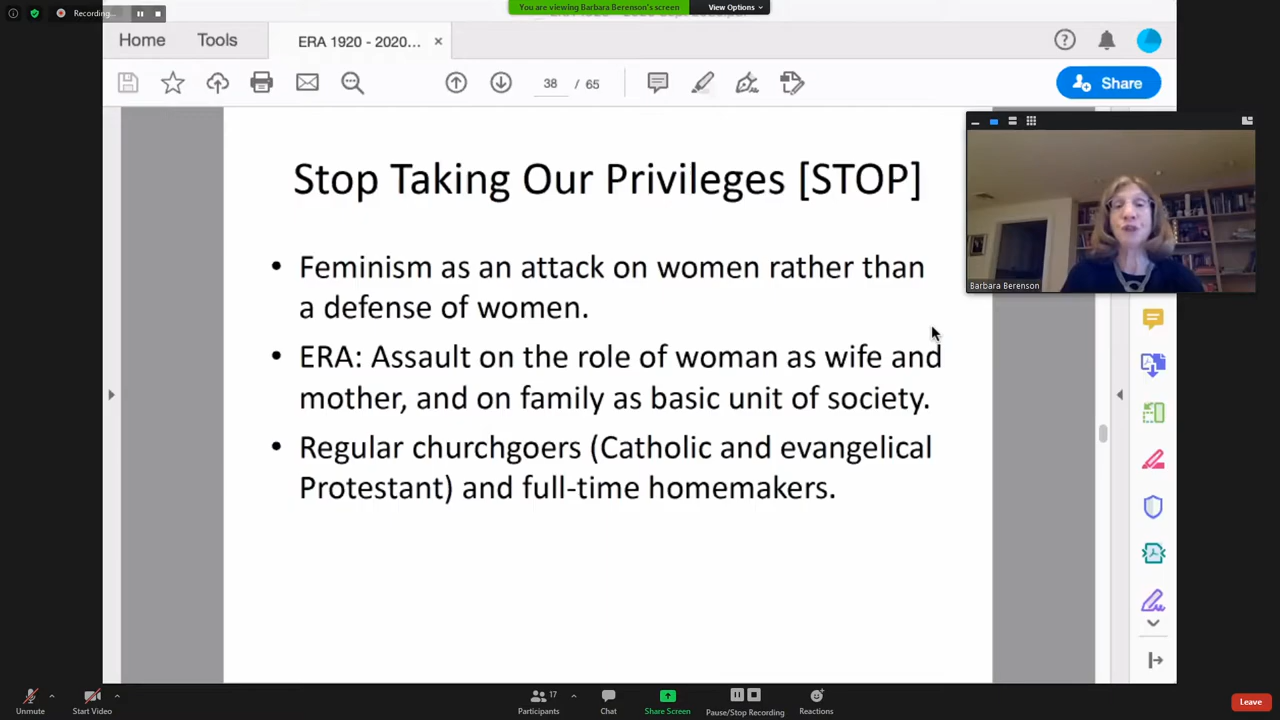 Recording...
You are viewing Barbara Berenson's screen
View Options
Home
Tools
ERA 1920 - 2020...
38 / 65
Share
Stop Taking Our Privileges [STOP]
• Feminism as an attack on women rather than
a defense of women.
• ERA: Assault on the role of woman as wife and
mother, and on family as basic unit of society.
• Regular churchgoers (Catholic and evangelical
Protestant) and full-time homemakers.
Barbara Berenson
Unmute
Start Video
17
Participants
Chat
Share Screen
Pause/Stop Recording
Reactions
Leave